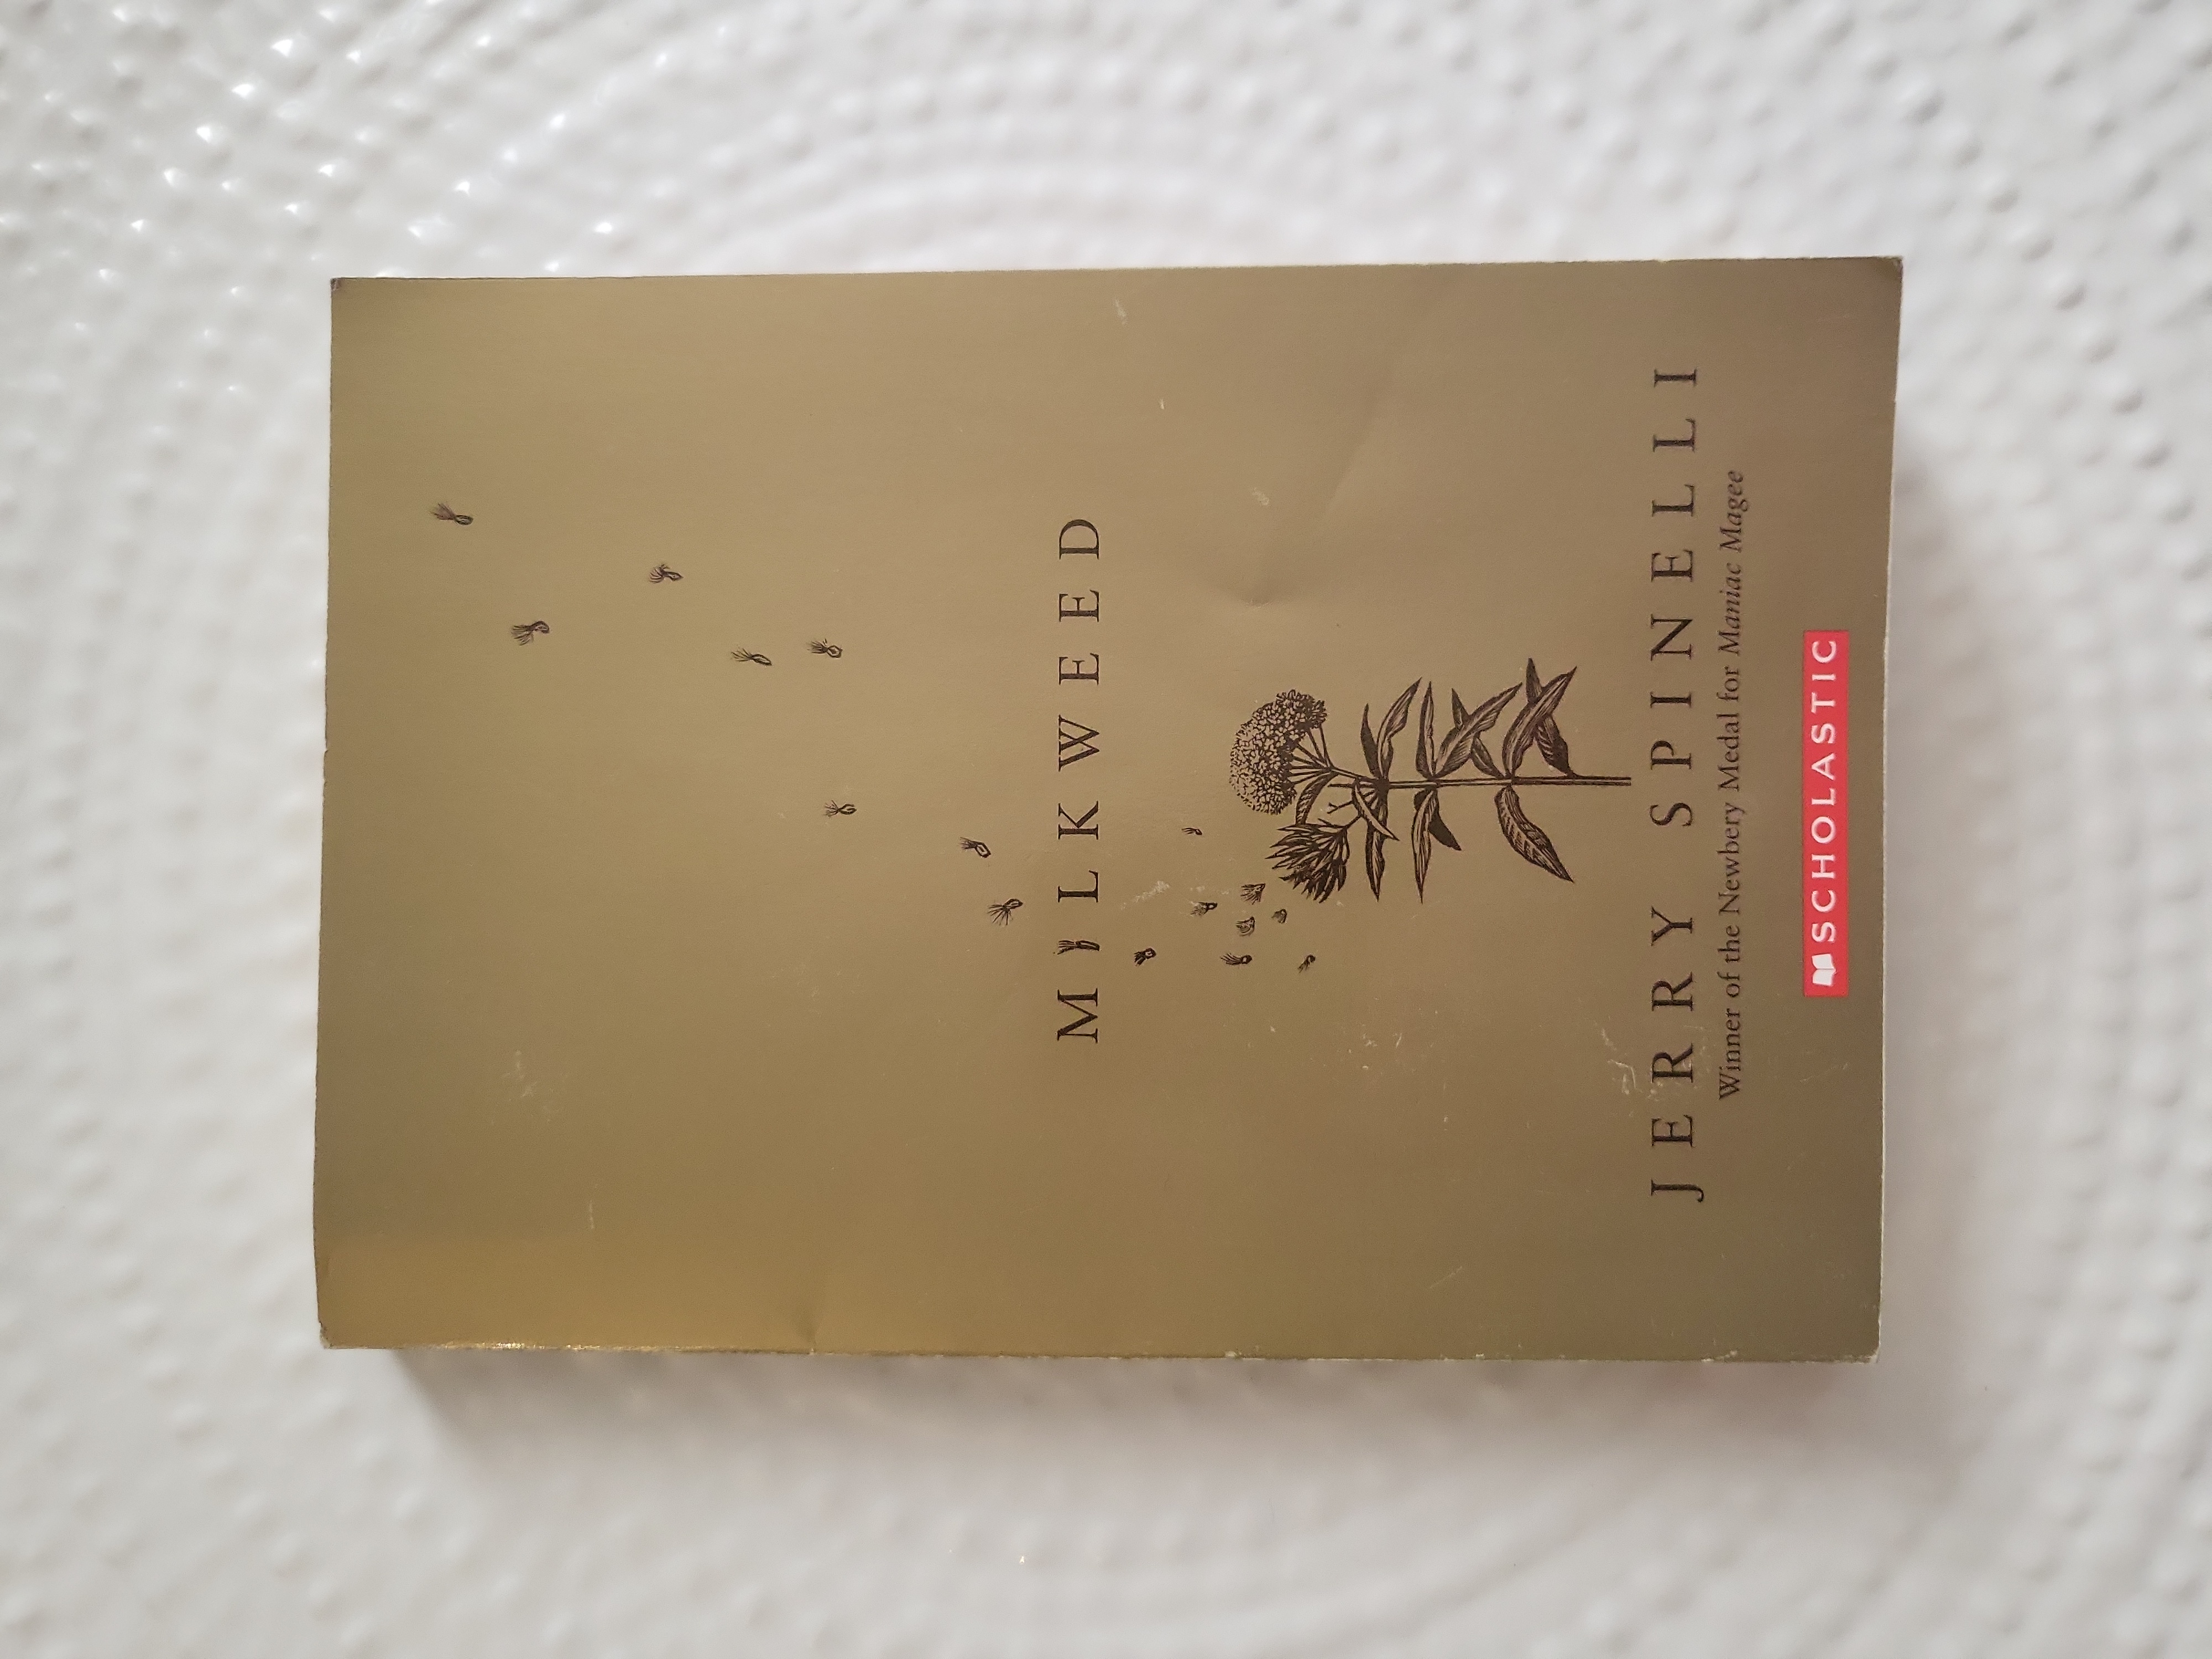 MILKWEED
JERRY SPINELLI
Winner of the Newbery Medal for Maniac Magee
SCHOLASTIC